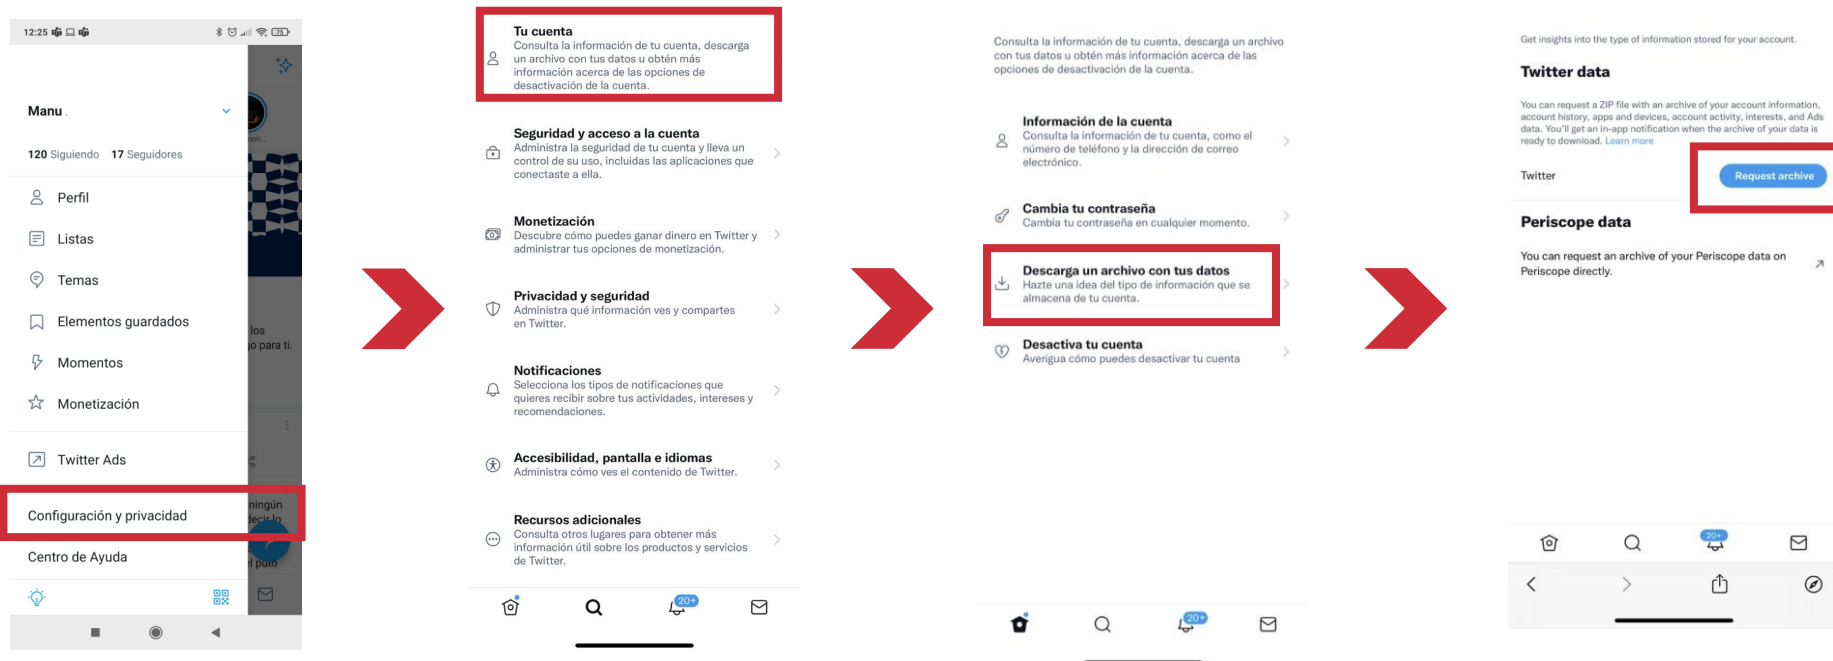 12:25
75
Manu
120 Siguiendo 17 Seguidores
Perfil
Listas
Temas
Elementos guardados
Momentos
Monetización
Twitter Ads
Configuración y privacidad
Centro de Ayuda
los
o para ti.
ningún
decir lo
Tu cuenta
Consulta la información de tu cuenta, descarga
un archivo con tus datos u obtén más
información acerca de las opciones de
desactivación de la cuenta.
Seguridad y acceso a la cuenta
Administra la seguridad de tu cuenta y lleva un
control de su uso, incluidas las aplicaciones que
conectaste a ella.
Monetización
Descubre cómo puedes ganar dinero en Twitter y
administrar tus opciones de monetización.
Privacidad y seguridad
Administra qué información ves y compartes
en Twitter.
Notificaciones
Selecciona los tipos de notificaciones que
quieres recibir sobre tus actividades, intereses y
recomendaciones.
Accesibilidad, pantalla e idiomas
Administra cómo ves el contenido de Twitter.
Recursos adicionales
Consulta otros lugares para obtener más
información útil sobre los productos y servicios
de Twitter.
20+
Consulta la información de tu cuenta, descarga un archivo
con tus datos u obtén más información acerca de las
opciones de desactivación de la cuenta.
Información de la cuenta
Consulta la información de tu cuenta, como el
número de teléfono y la dirección de correo
electrónico.
Cambia tu contraseña
Cambia tu contraseña en cualquier momento.
Descarga un archivo con tus datos
Hazte una idea del tipo de información que se
almacena de tu cuenta.
Desactiva tu cuenta
Averigua cómo puedes desactivar tu cuenta
20+
Get insights into the type of information stored for your account.
Twitter data
You can request a ZIP file with an archive of your account information,
account history, apps and devices, account activity, interests, and Ads
data. You'll get an in-app notification when the archive of your data is
ready to download. Learn more
Twitter
Request archive
Periscope data
You can request an archive of your Periscope data on
Periscope directly.
20+